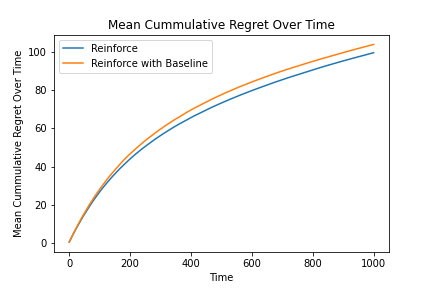 Mean Cummulative Regret Over Time
Reinforce
Reinforce with Baseline
Mean Cummulative Regret Over Time
100
80
60
40
20
0
0 200 400 600 800 1000
Time